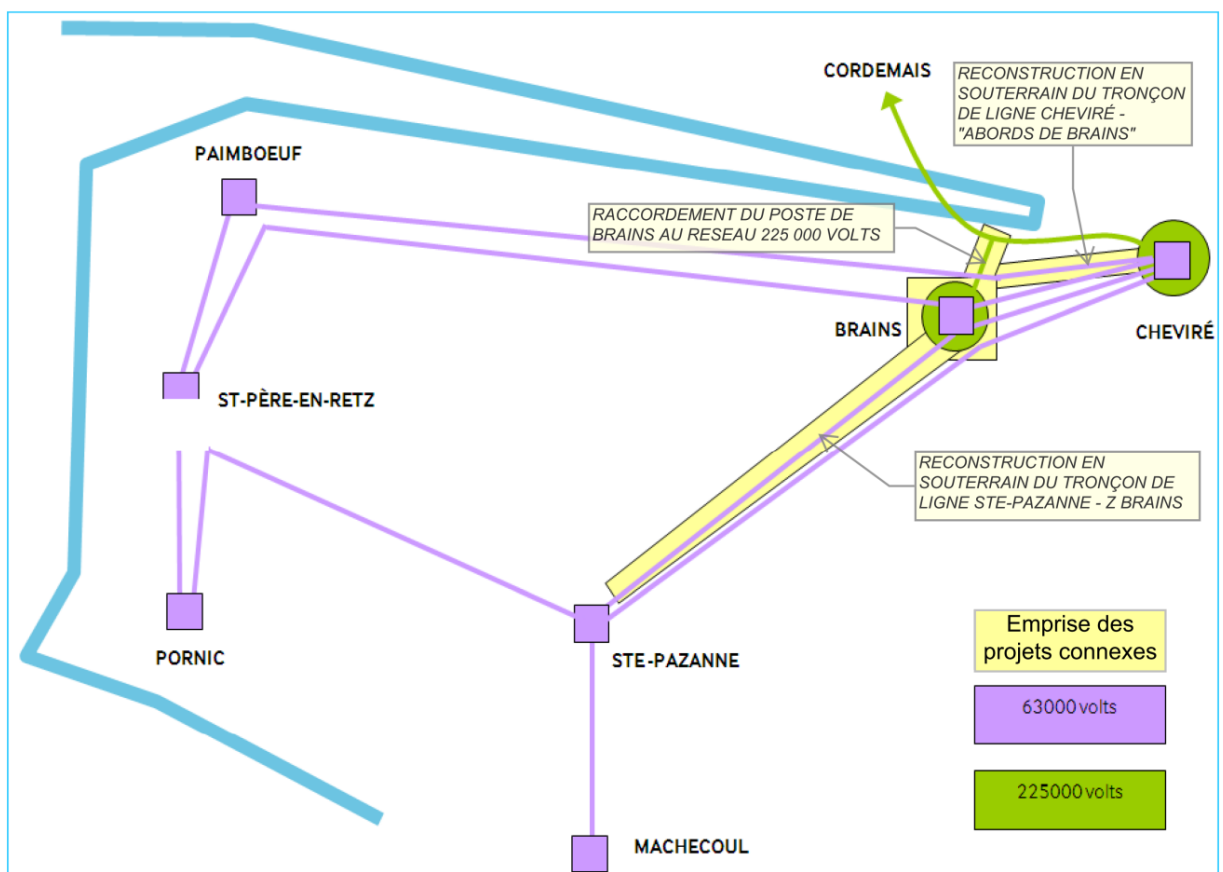 CORDEMAIS
RECONSTRUCTION EN
SOUTERRAIN DU TRONÇON
DE LIGNE CHEVIRÉ -
"ABORDS DE BRAINS"
PAIMBOEUF
RACCORDEMENT DU POSTE DE
BRAINS AU RESEAU 225 000 VOLTS
BRAINS
CHEVIRÉ
ST-PÈRE-EN-RETZ
RECONSTRUCTION EN
SOUTERRAIN DU TRONÇON DE
LIGNE STE-PAZANNE - Z BRAINS
PORNIC
STE-PAZANNE
Emprise des
projets connexes
63000 volts
225000 volts
MACHECOUL